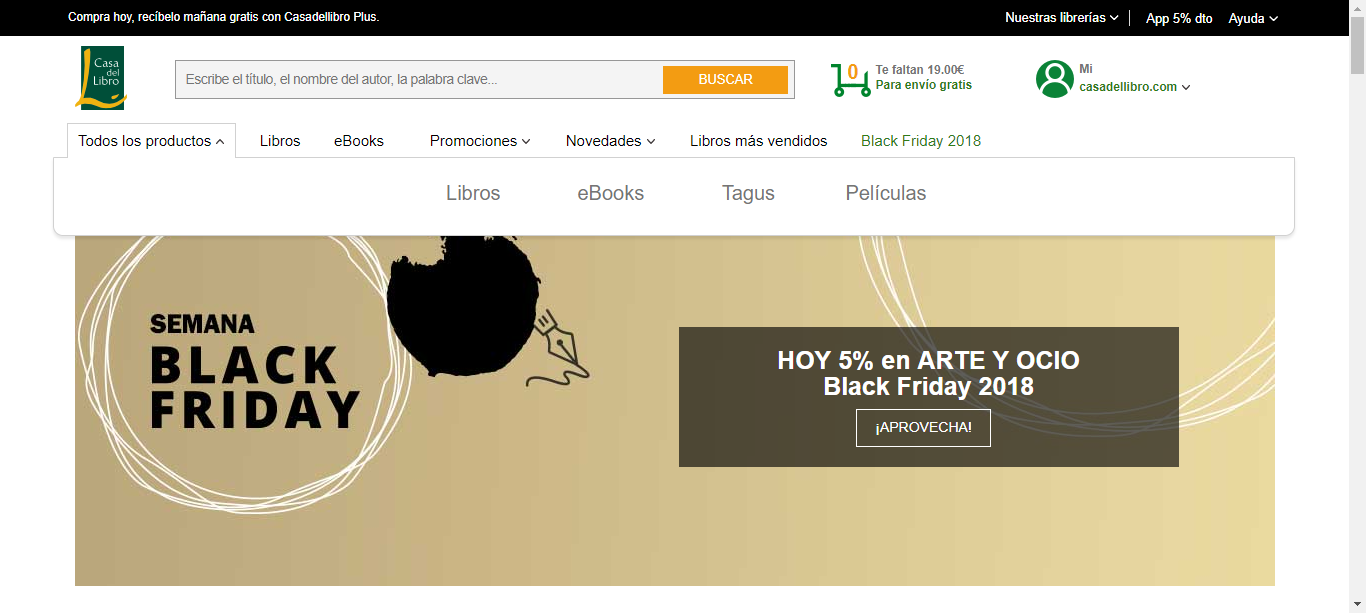 Compra hoy, recíbelo mañana gratis con Casadellibro Plus.
Nuestras librerías
App 5% dto
Ayuda
Casa
del
Libro
Escribe el título, el nombre del autor, la palabra clave...
BUSCAR
0
Te faltan 19.00€
Para envío gratis
Mi
casadellibro.com
Todos los productos
Libros
eBooks
Promociones
Novedades
Libros más vendidos
Black Friday 2018
Libros
eBooks
Tagus
Películas
SEMANA
BLACK
FRIDAY
HOY 5% en ARTE Y OCIO
Black Friday 2018
¡APROVECHA!